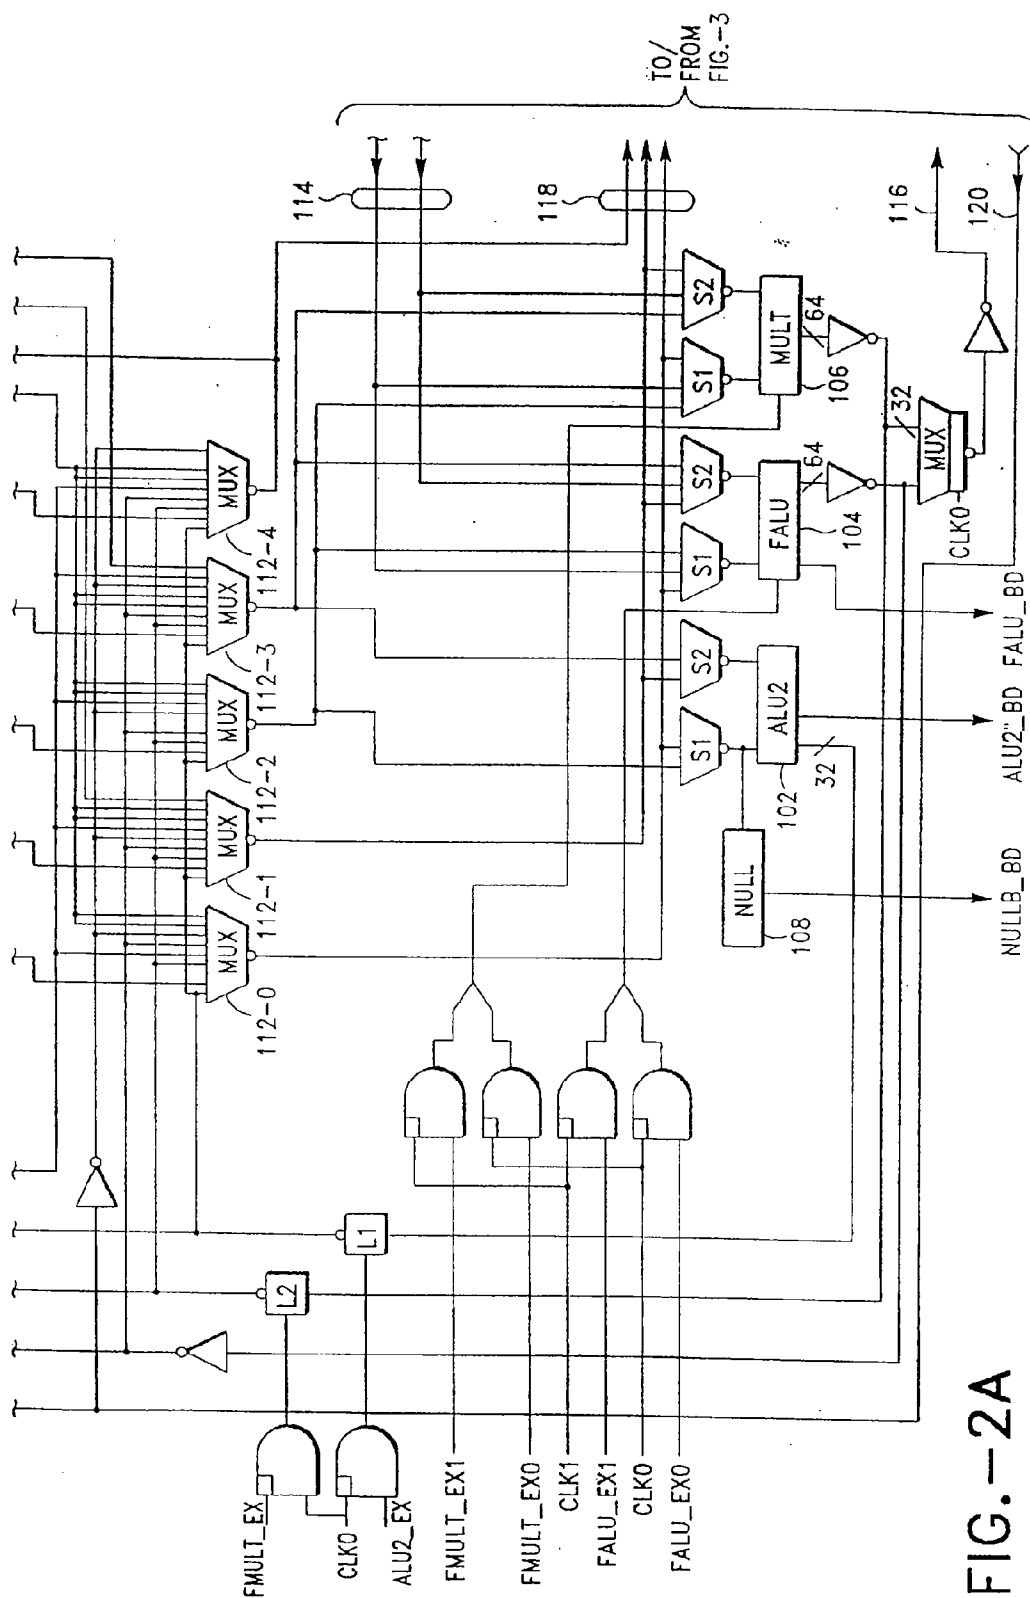 TO/
FROM
FIG.-3
114
118
116
120
MUX
112-4
MUX
112-3
MUX
112-2
MUX
112-1
MUX
112-0
S2
S1
S2
S1
S2
S1
MULT
106
64
FALU
104
64
ALU2
102
32
NULL
108
MUX
32
CLK0
L1
L2
FMULT_EX
CLK0
ALU2_EX
FMULT_EX1
FMULT_EX0
CLK1
FALU_EX1
CLK0
FALU_EX0
NULLB_BD
ALU2_BD
FALU_BD
FIG.-2A